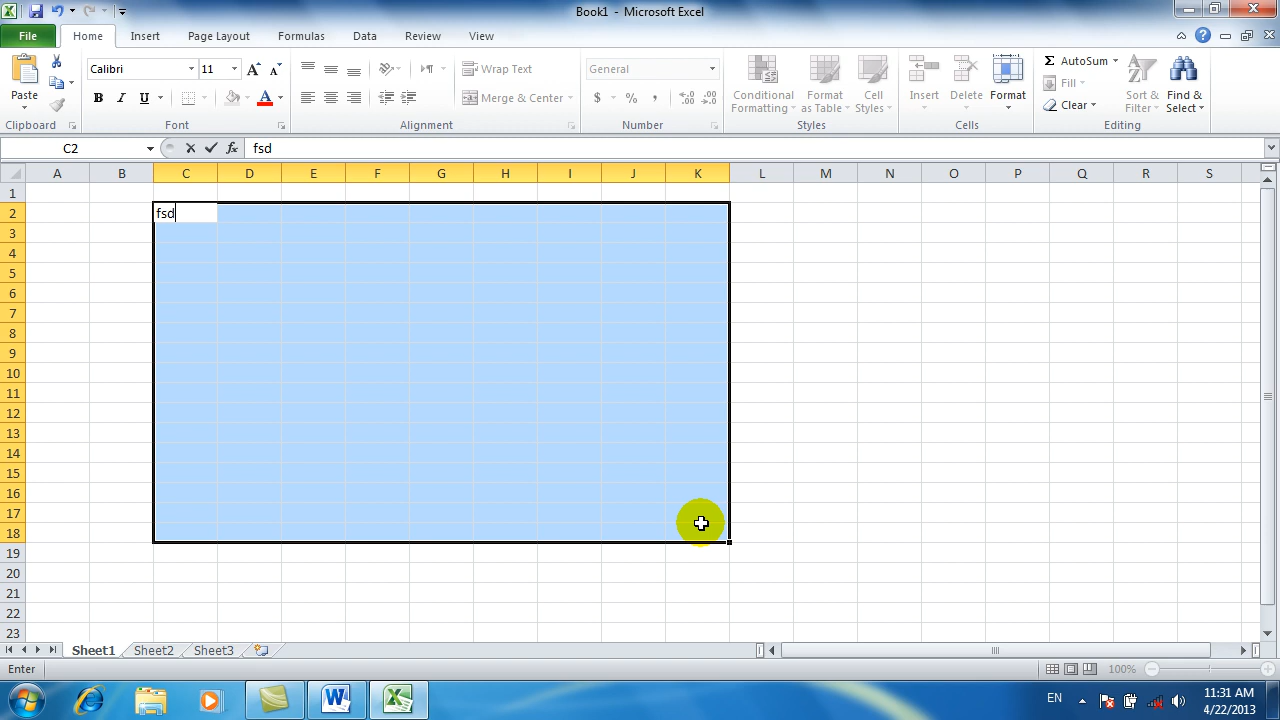 Book1 - Microsoft Excel
File Home Insert Page Layout Formulas Data Review View
Paste
Calibri 11
B I U A
Wrap Text
Merge & Center
General
$ % ,
Conditional Formatting
Format as Table
Cell Styles
Insert Delete Format
Σ AutoSum
Fill
Clear
Sort & Filter
Find & Select
Clipboard Font Alignment Number Styles Cells Editing
C2 fx fsd
A B C D E F G H I J K L M N O P Q R S
1
2 fsd
3
4
5
6
7
8
9
10
11
12
13
14
15
16
17
18
19
20
21
22
23
Sheet1 Sheet2 Sheet3
Enter 100%
EN 11:31 AM
4/22/2013